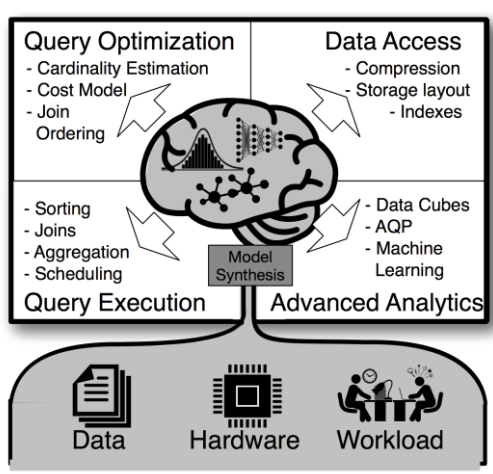 Query Optimization
- Cardinality Estimation
- Cost Model
- Join
Ordering
Data Access
- Compression
- Storage layout
- Indexes
- Sorting
- Joins
- Aggregation
- Scheduling
Query Execution
- Data Cubes
- AQP
- Machine
Learning
Advanced Analytics
Model
Synthesis
Data
Hardware
Workload